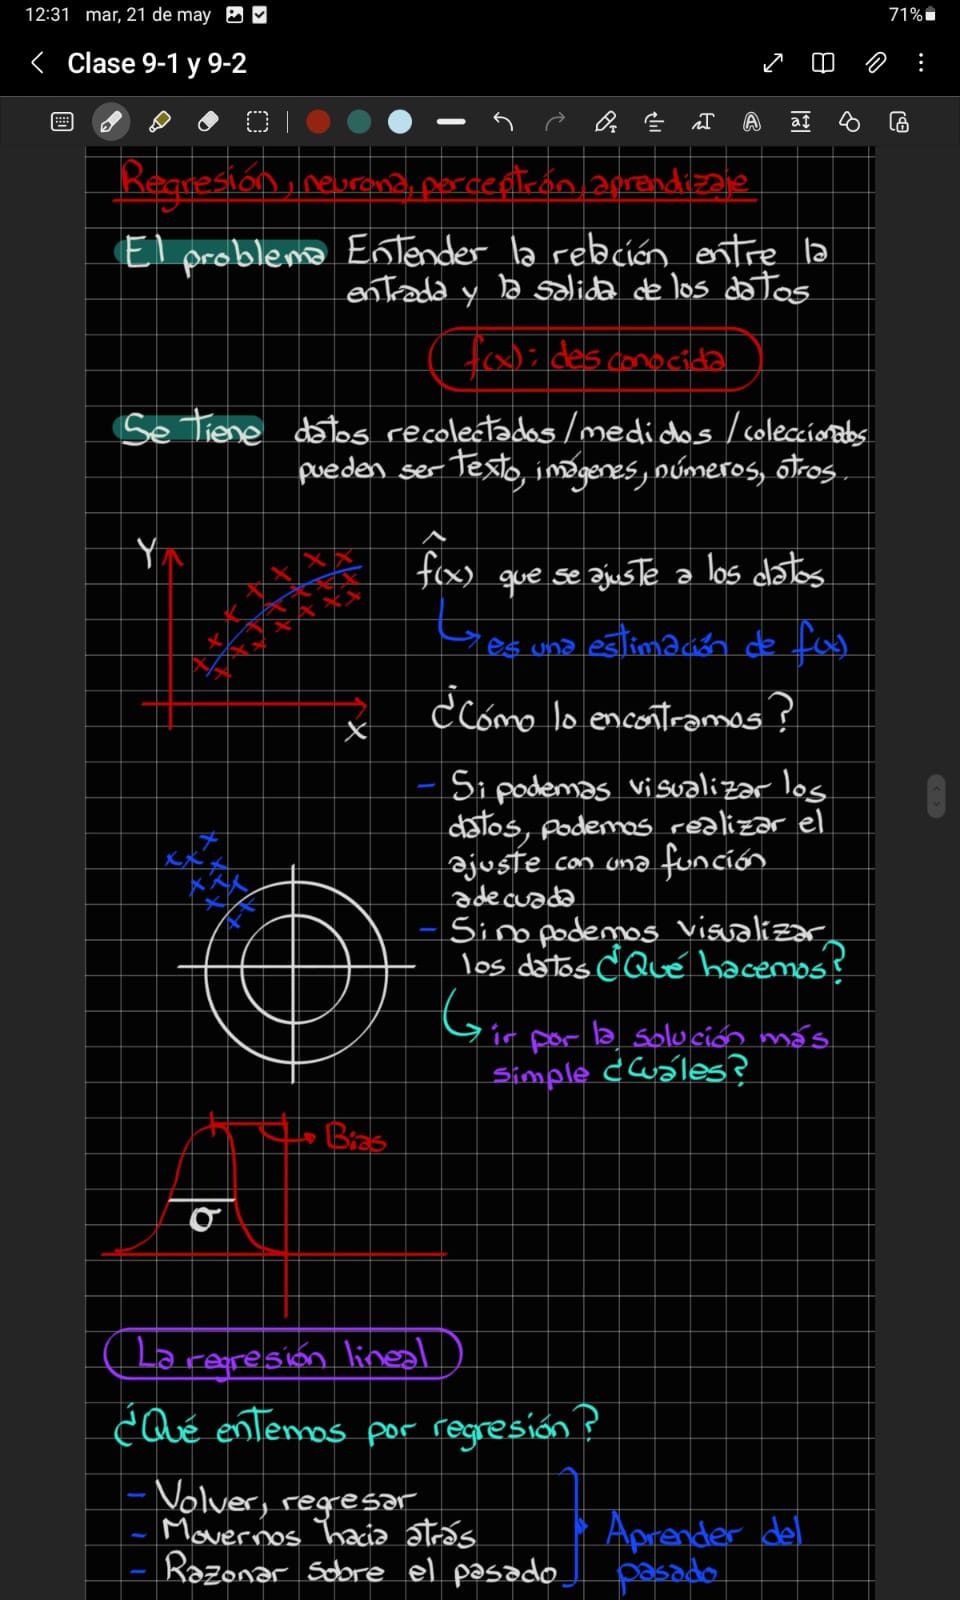 12:31 mar, 21 de may 71%
Clase 9-1 y 9-2
Regresión, neurona, perceptrón, aprendizaje
El problema Entender la relación entre la
entrada y la salida de los datos
f(x): desconocida
Se tiene datos recolectados/medidos/coleccionados
pueden ser texto, imágenes, números, otros.
Y
X
f̂(x) que se ajuste a los datos
es una estimación de f(x)
¿Cómo lo encontramos?
- Si podemos visualizar los
datos, podemos realizar el
ajuste con una función
adecuada
- Si no podemos visualizar
los datos ¿Qué hacemos?
ir por la solución más
simple ¿Cuáles?
Bias
σ
La regresión lineal
¿Qué entemos por regresión?
- Volver, regresar
- Movernos hacia atrás
- Razonar sobre el pasado
Aprender del
pasado